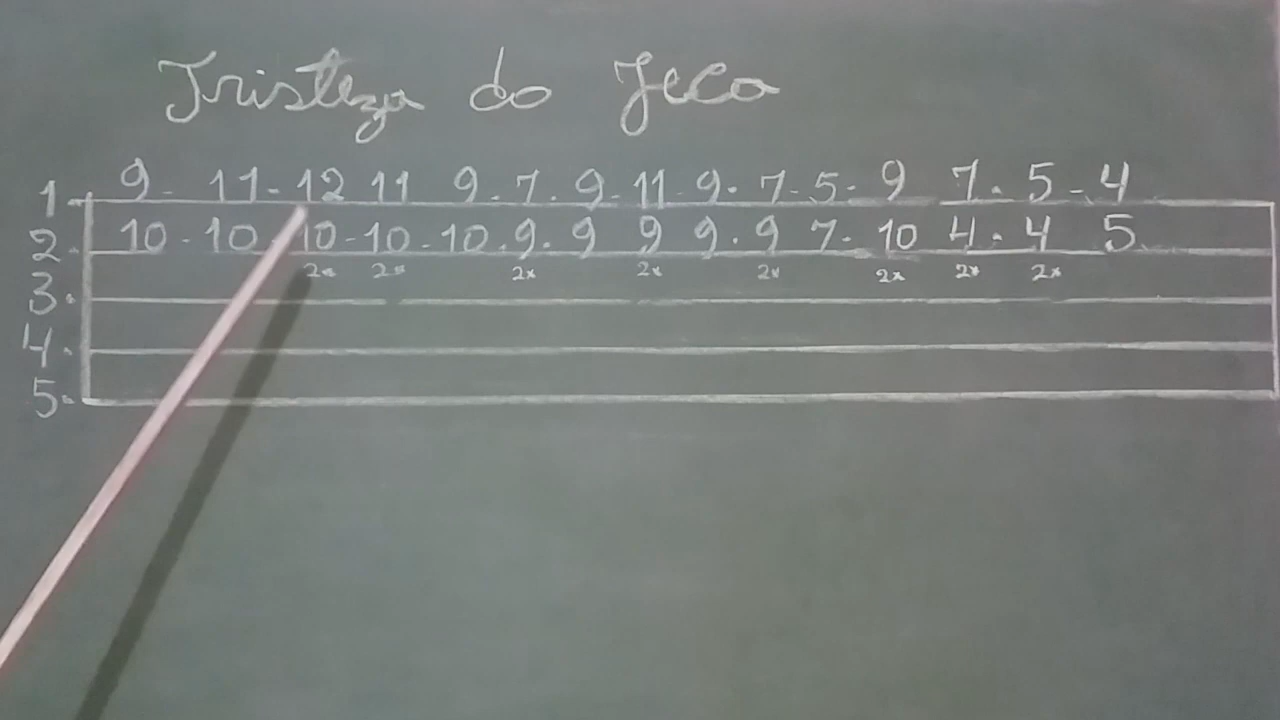 Tristeza do Jeca
1. 9 - 11 - 12 11 9 . 7 . 9 - 11 - 9 . 7 - 5 . 9 7 . 5 - 4
2. 10 - 10 - 10 - 10 - 10 . 9 . 9 9 9 . 9 7 . 10 4 . 4 5
2x 2x 2x 2x 2x 2x 2x 2x
3.
4.
5.